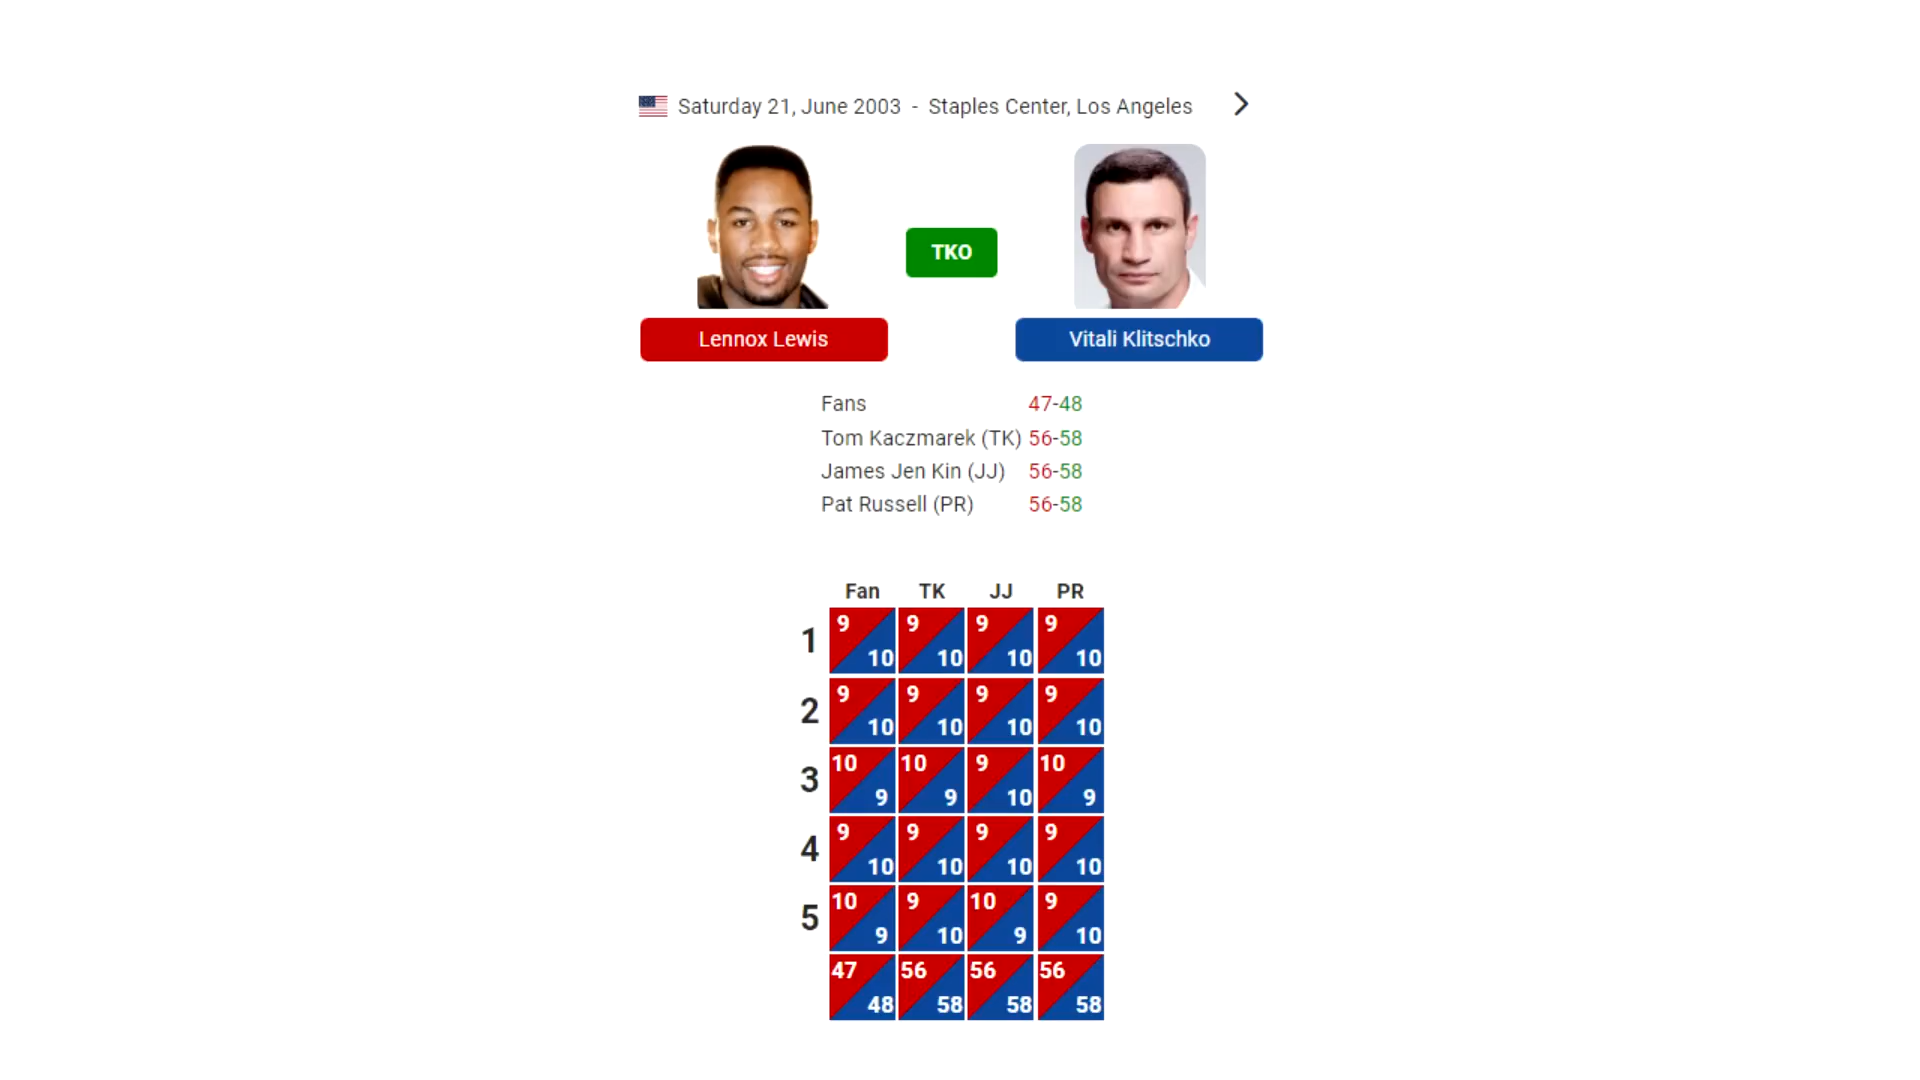 Saturday 21, June 2003 - Staples Center, Los Angeles
TKO
Lennox Lewis Vitali Klitschko
Fans 47-48
Tom Kaczmarek (TK) 56-58
James Jen Kin (JJ) 56-58
Pat Russell (PR) 56-58
Fan TK JJ PR
1 9 10 9 10 9 10 9 10
2 9 10 9 10 9 10 9 10
3 10 9 10 9 9 10 10 9
4 9 10 9 10 9 10 9 10
5 10 9 9 10 10 9 9 10
47 48 56 58 56 58 56 58